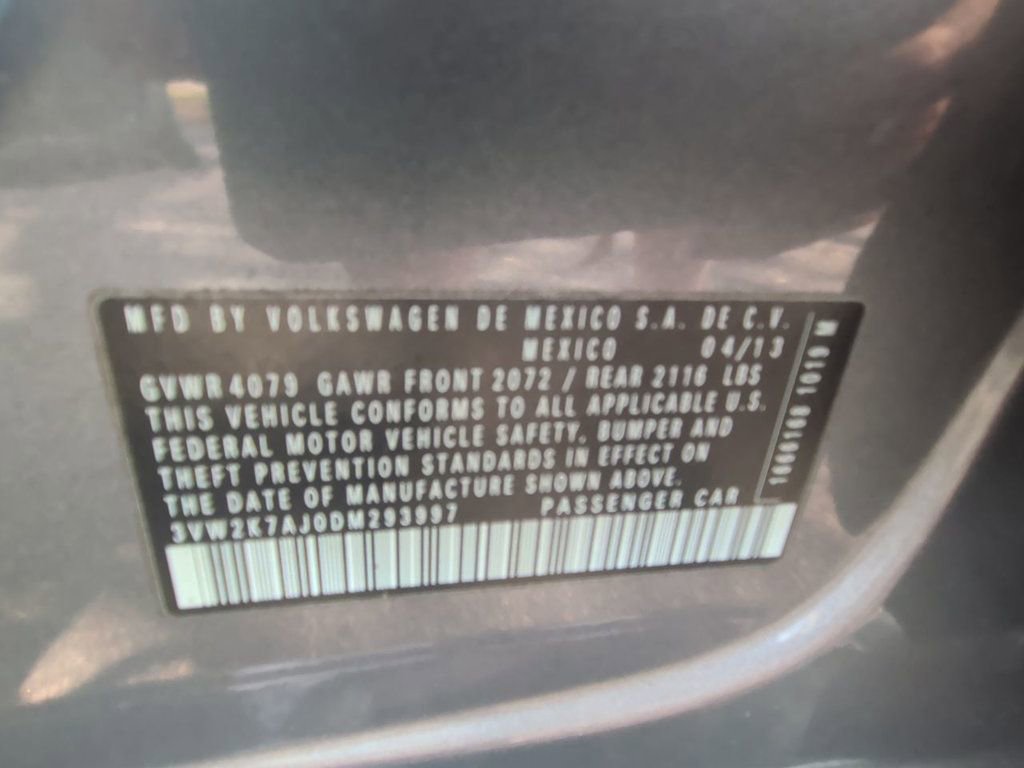 MFD BY VOLKSWAGEN DE MEXICO S.A. DE C.V.
MEXICO 04/13
GVWR 4079 GAWR FRONT 2072 / REAR 2116 LBS
THIS VEHICLE CONFORMS TO ALL APPLICABLE U.S.
FEDERAL MOTOR VEHICLE SAFETY, BUMPER AND
THEFT PREVENTION STANDARDS IN EFFECT ON
THE DATE OF MANUFACTURE SHOWN ABOVE.
3VW2K7AJ0DM293997 PASSENGER CAR